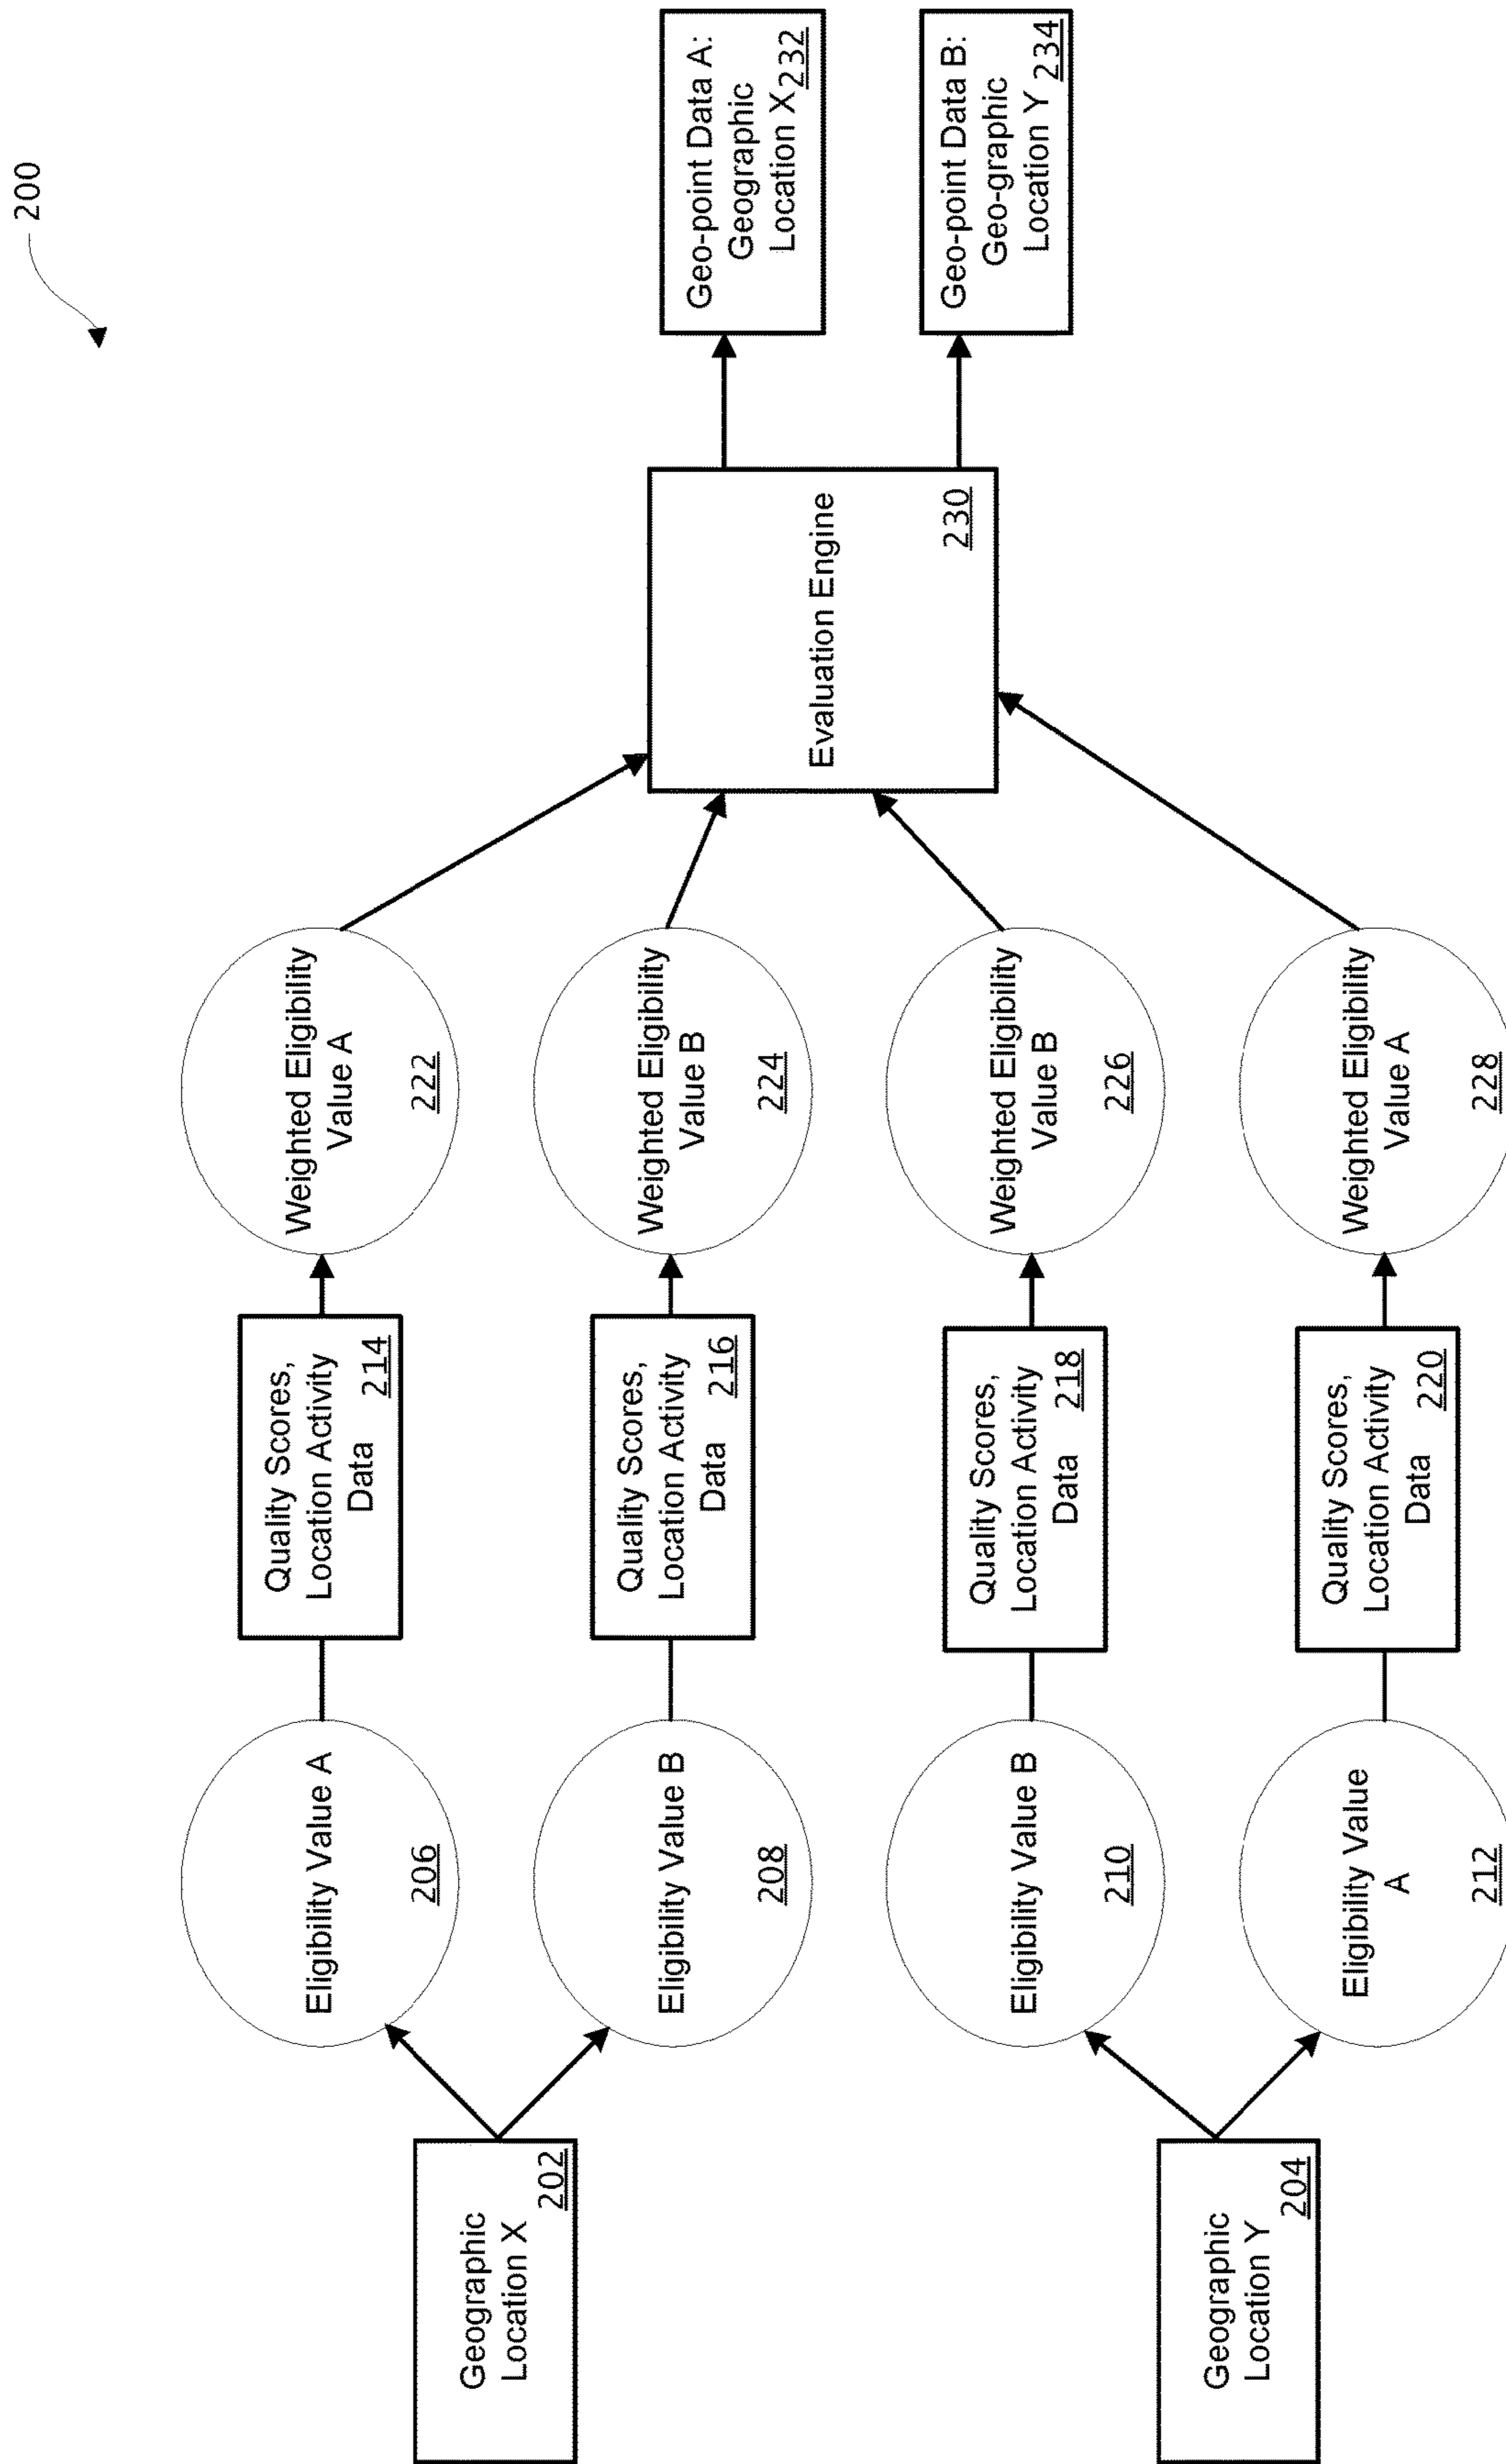 200
Geographic
Location X
202
Geographic
Location Y
204
Eligibility Value A
206
Eligibility Value B
208
Eligibility Value B
210
Eligibility Value
A
212
Quality Scores,
Location Activity
Data
214
Quality Scores,
Location Activity
Data
216
Quality Scores,
Location Activity
Data
218
Quality Scores,
Location Activity
Data
220
Weighted Eligibility
Value A
222
Weighted Eligibility
Value B
224
Weighted Eligibility
Value B
226
Weighted Eligibility
Value A
228
Evaluation Engine
230
Geo-point Data A:
Geographic
Location X
232
Geo-point Data B:
Geo-graphic
Location Y
234